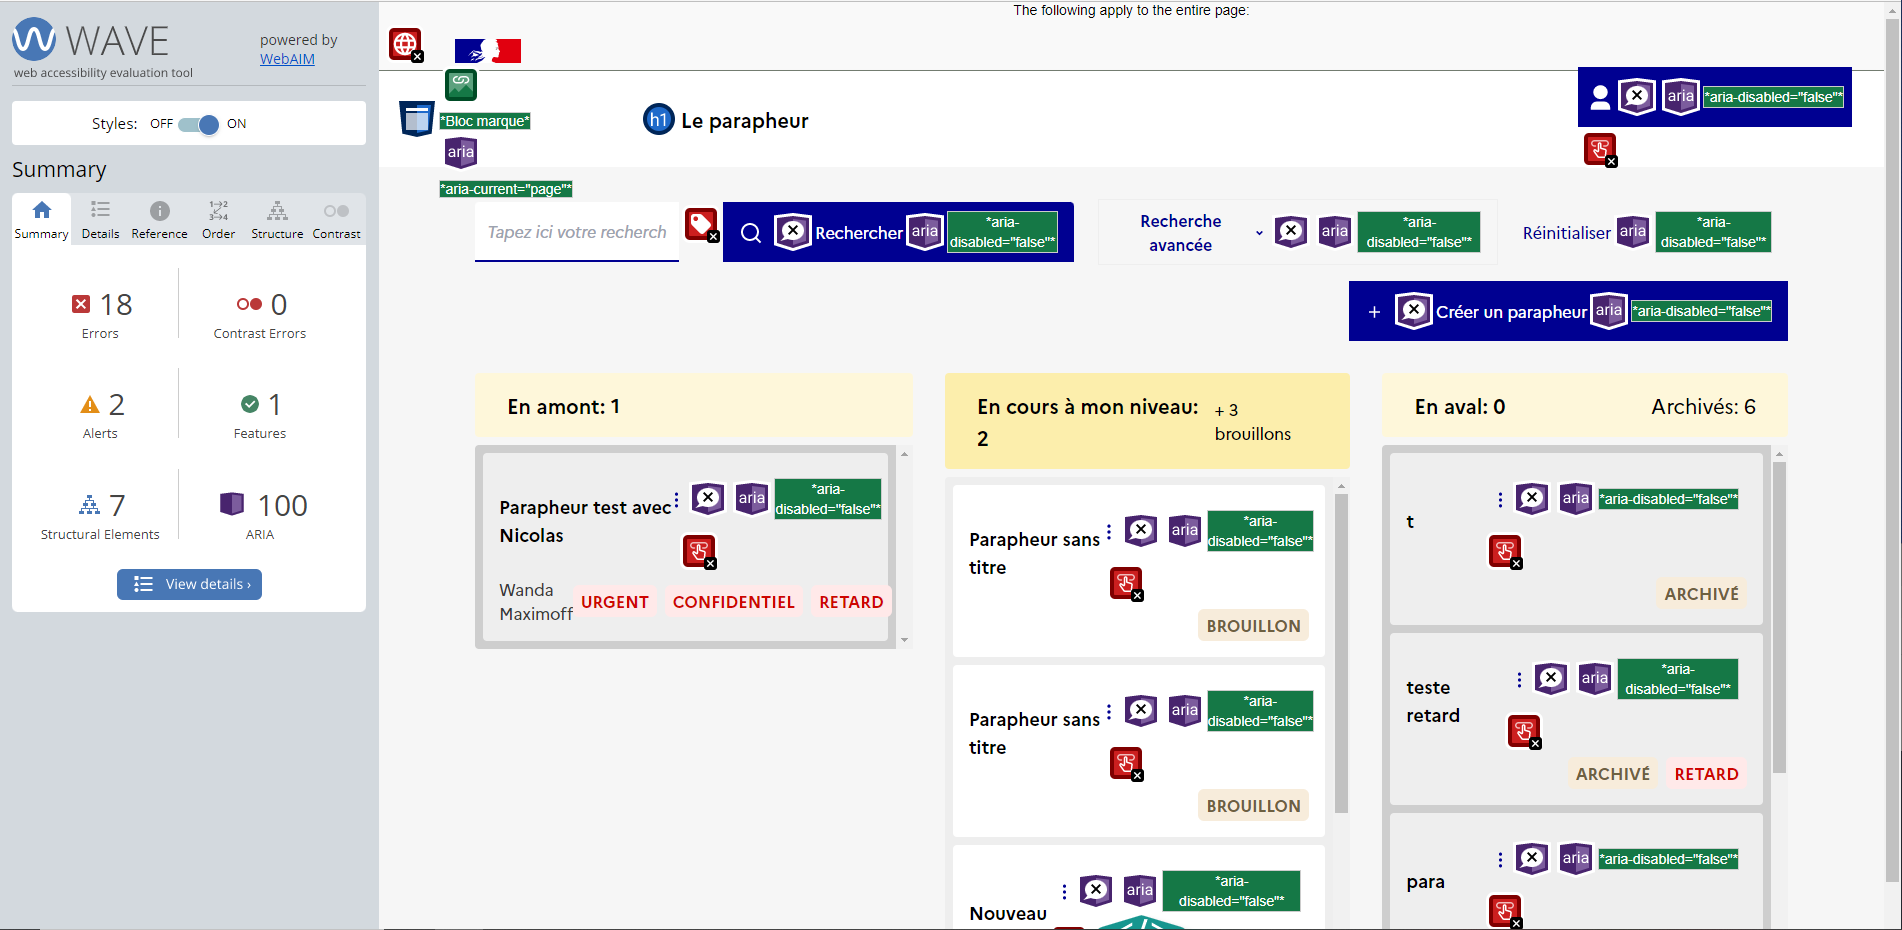 The following apply to the entire page:
WAVE
powered by
WebAIM
web accessibility evaluation tool
Styles: OFF ON
Summary
Summary Details Reference Order Structure Contrast
18
Errors
0
Contrast Errors
2
Alerts
1
Features
7
Structural Elements
100
ARIA
View details ›
*Bloc marque*
aria
*aria-current="page"*
h1 Le parapheur
aria *aria-disabled="false"*
Tapez ici votre recherch
Rechercher aria *aria-
disabled="false"*
Recherche
avancée
aria *aria-
disabled="false"*
Réinitialiser aria *aria-
disabled="false"*
+ Créer un parapheur aria *aria-disabled="false"*
En amont: 1
Parapheur test avec
Nicolas
aria *aria-
disabled="false"*
Wanda
Maximoff
URGENT CONFIDENTIEL RETARD
En cours à mon niveau:
2
+ 3
brouillons
Parapheur sans
titre
aria *aria-
disabled="false"*
BROUILLON
Parapheur sans
titre
aria *aria-
disabled="false"*
BROUILLON
Nouveau
aria *aria-
disabled="false"*
En aval: 0 Archivés: 6
t
aria *aria-disabled="false"*
ARCHIVÉ
teste
retard
aria *aria-
disabled="false"*
ARCHIVÉ RETARD
para
aria *aria-disabled="false"*